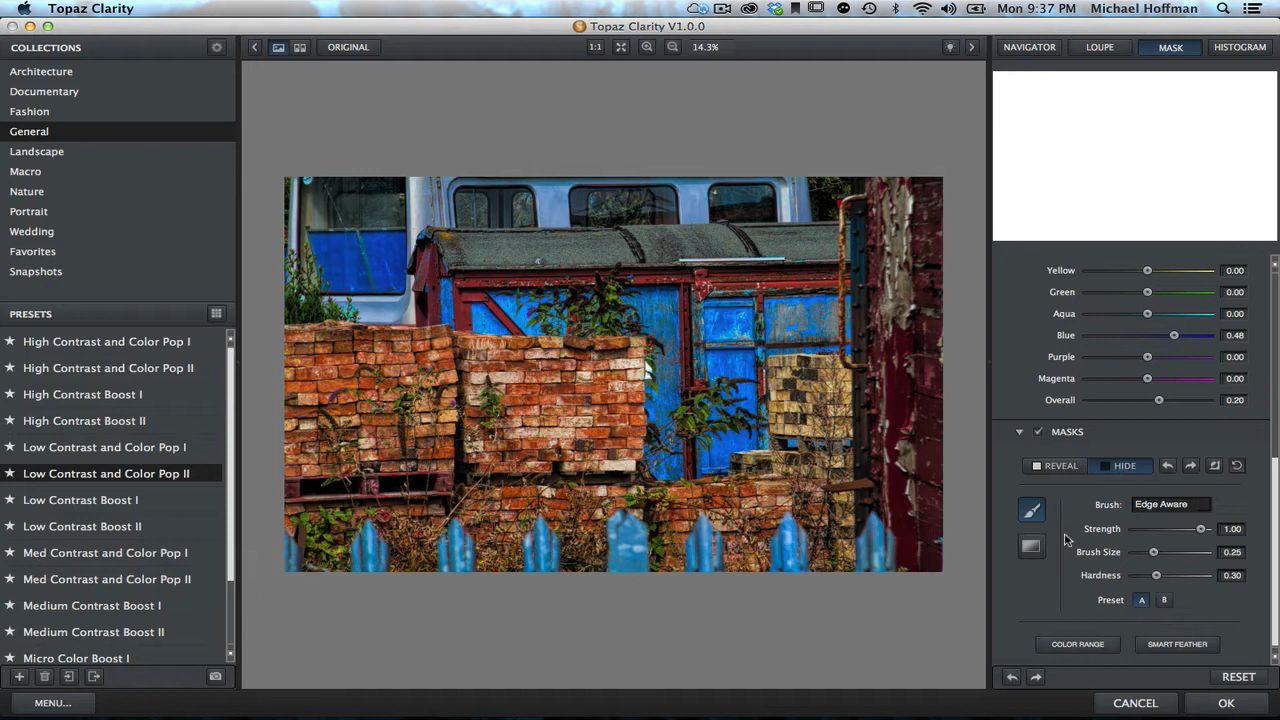 Topaz Clarity
Mon 9:37 PM
Michael Hoffman
Topaz Clarity V1.0.0
COLLECTIONS
Architecture
Documentary
Fashion
General
Landscape
Macro
Nature
Portrait
Wedding
Favorites
Snapshots
PRESETS
High Contrast and Color Pop I
High Contrast and Color Pop II
High Contrast Boost I
High Contrast Boost II
Low Contrast and Color Pop I
Low Contrast and Color Pop II
Low Contrast Boost I
Low Contrast Boost II
Med Contrast and Color Pop I
Med Contrast and Color Pop II
Medium Contrast Boost I
Medium Contrast Boost II
Micro Color Boost I
MENU...
ORIGINAL
1:1
14.3%
NAVIGATOR
LOUPE
MASK
HISTOGRAM
Yellow 0.00
Green 0.00
Aqua 0.00
Blue 0.48
Purple 0.00
Magenta 0.00
Overall 0.20
MASKS
REVEAL
HIDE
Brush: Edge Aware
Strength 1.00
Brush Size 0.25
Hardness 0.30
Preset A B
COLOR RANGE
SMART FEATHER
RESET
CANCEL
OK